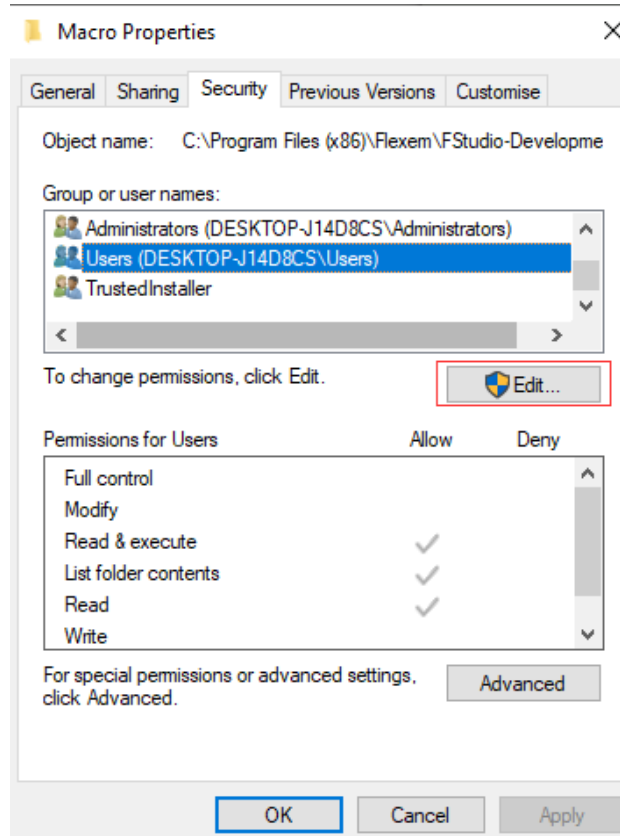 Macro Properties
General Sharing Security Previous Versions Customise
Object name: C:\Program Files (x86)\Flexem\FStudio-Developme
Group or user names:
Administrators (DESKTOP-J14D8CS\Administrators)
Users (DESKTOP-J14D8CS\Users)
TrustedInstaller
To change permissions, click Edit.
Edit...
Permissions for Users Allow Deny
Full control
Modify
Read & execute
List folder contents
Read
Write
For special permissions or advanced settings,
click Advanced.
Advanced
OK Cancel Apply